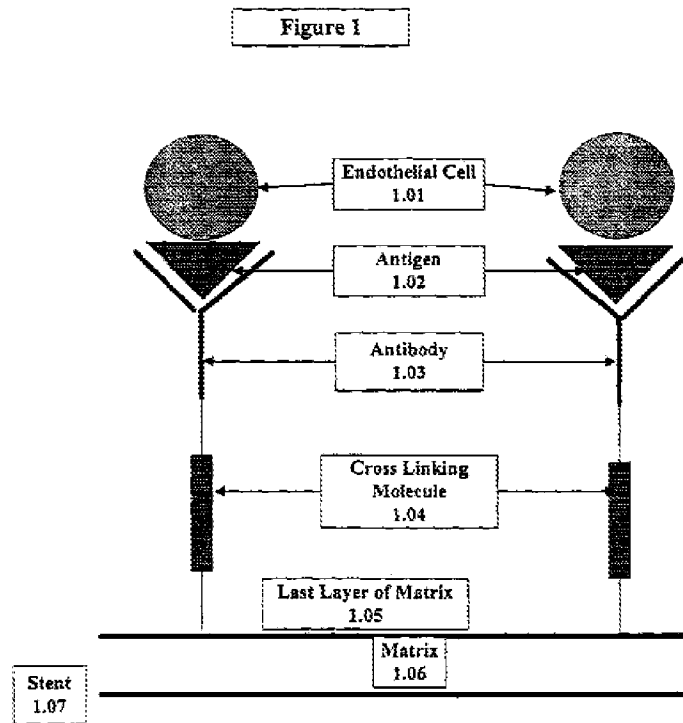 Figure 1
Endothelial Cell
1.01
Antigen
1.02
Antibody
1.03
Cross Linking
Molecule
1.04
Last Layer of Matrix
1.05
Matrix
1.06
Stent
1.07